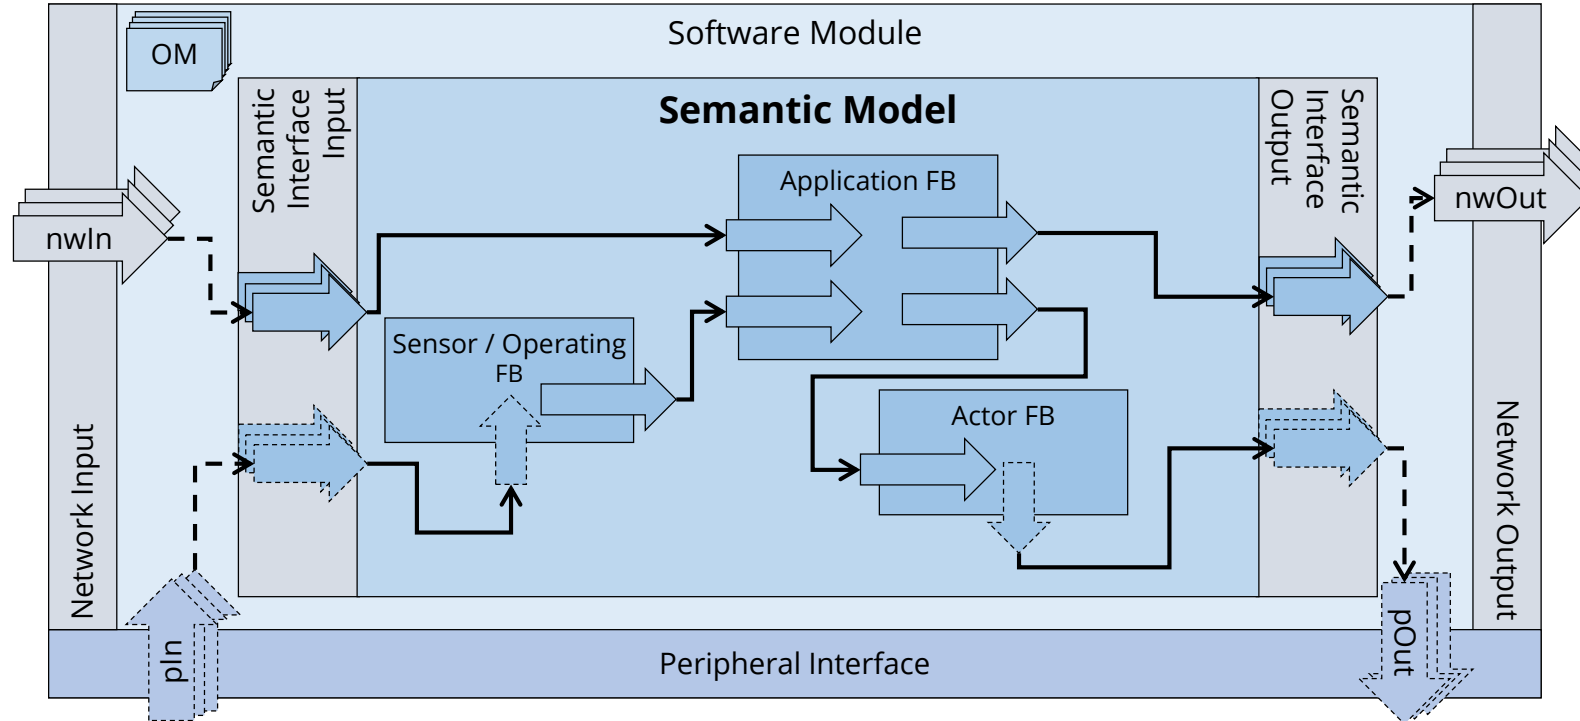 Software Module
OM
Semantic
Interface
Input
Semantic Model
Semantic
Interface
Output
Application FB
nwIn
nwOut
Sensor / Operating
FB
Actor FB
Network Input
Network Output
pIn
Peripheral Interface
pOut